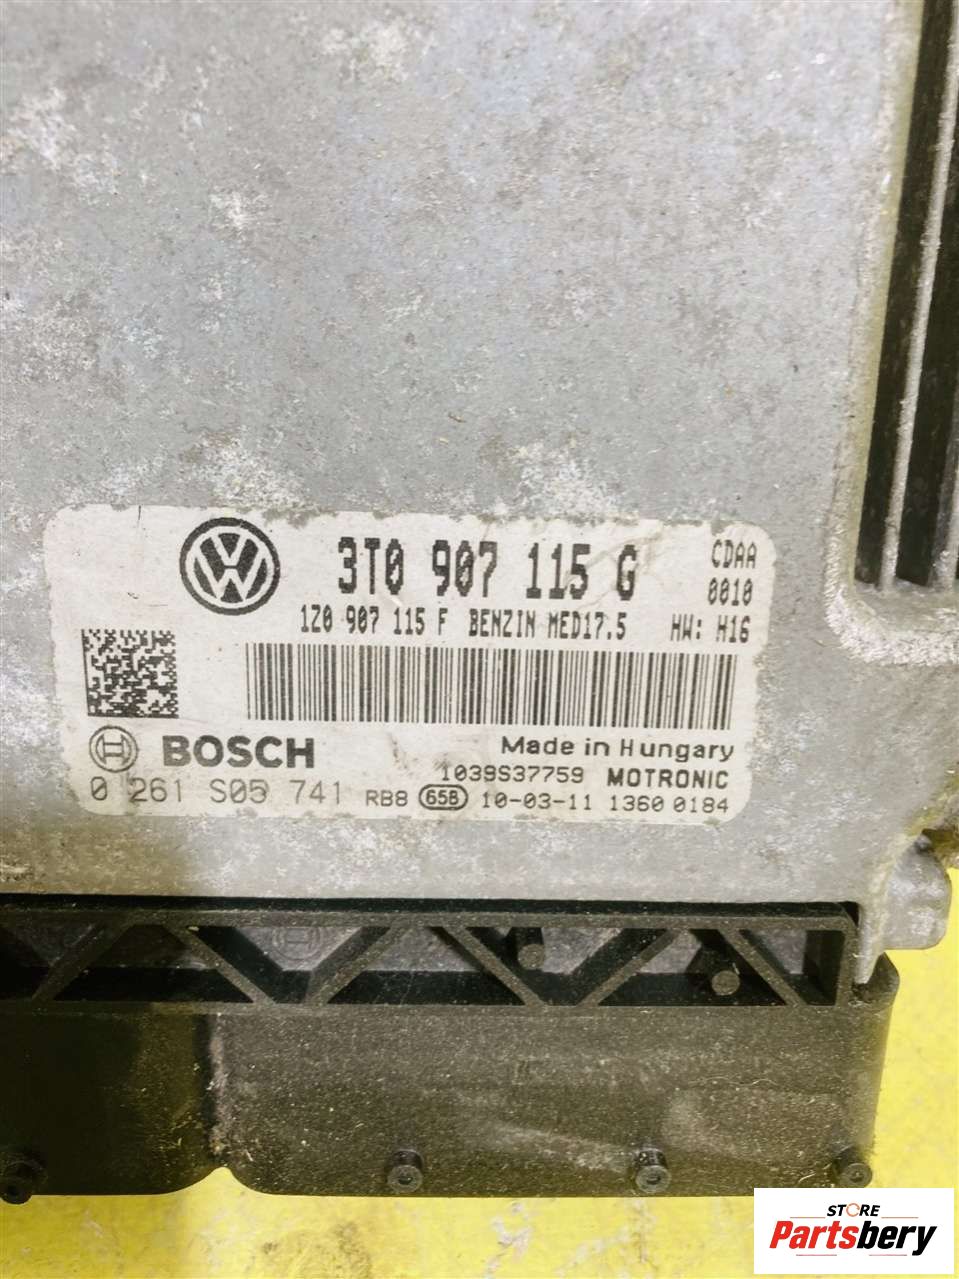 3T0 907 115 G
CDAA
0010
1Z0 907 115 F BENZIN MED17.5 HW: H16
BOSCH
Made in Hungary
1039S37759 MOTRONIC
0 261 S05 741 RB8 658 10-03-11 1360 0184
STORE
Partsbery